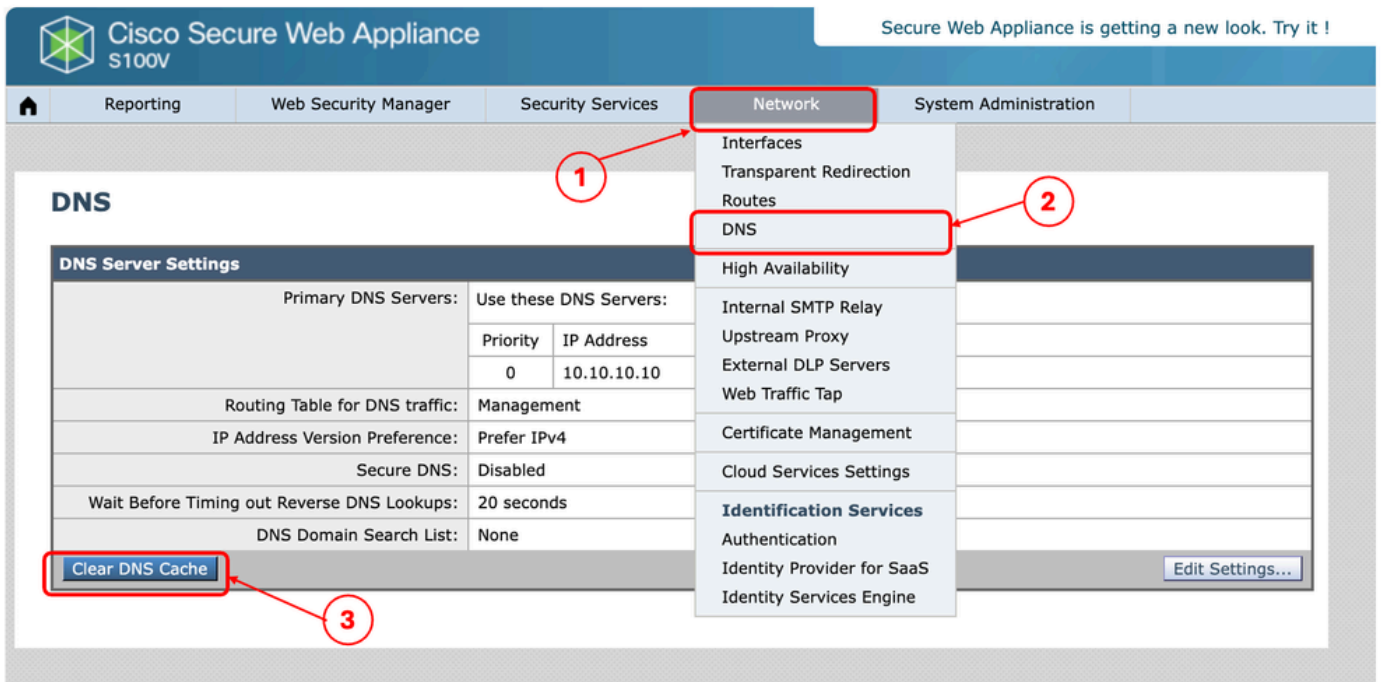 Cisco Secure Web Appliance
S100V
Secure Web Appliance is getting a new look. Try it !
Reporting
Web Security Manager
Security Services
Network
System Administration
1
Interfaces
Transparent Redirection
Routes
DNS
2
High Availability
Internal SMTP Relay
Upstream Proxy
External DLP Servers
Web Traffic Tap
Certificate Management
Cloud Services Settings
Identification Services
Authentication
Identity Provider for SaaS
Identity Services Engine
DNS
DNS Server Settings
Primary DNS Servers: Use these DNS Servers:
Priority IP Address
0 10.10.10.10
Routing Table for DNS traffic: Management
IP Address Version Preference: Prefer IPv4
Secure DNS: Disabled
Wait Before Timing out Reverse DNS Lookups: 20 seconds
DNS Domain Search List: None
Clear DNS Cache
Edit Settings...
3